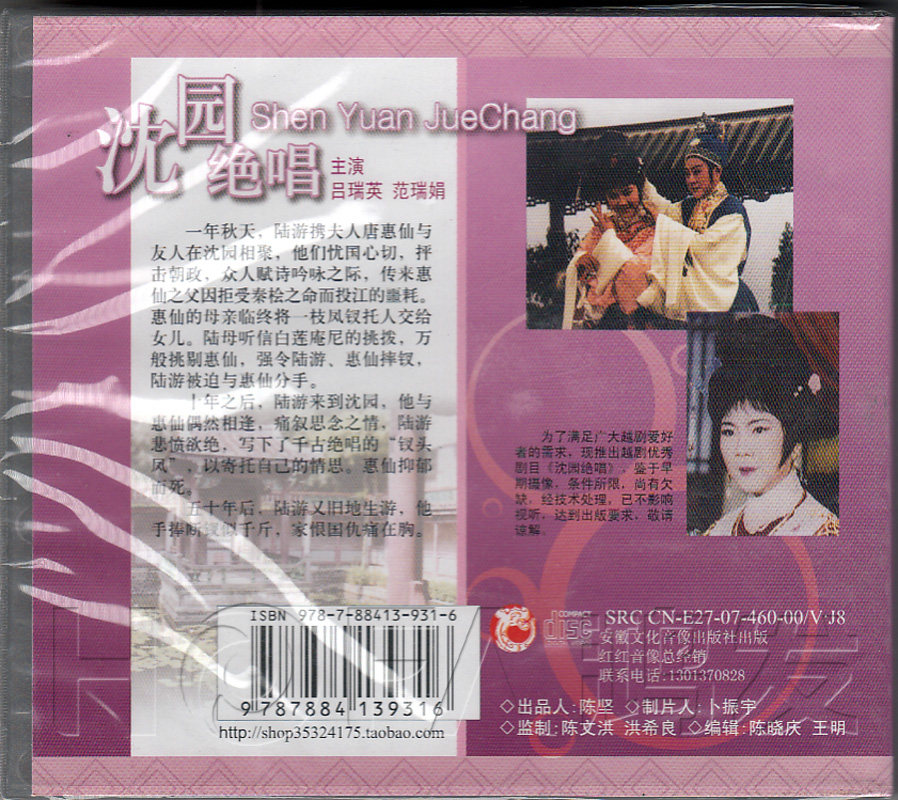 沈园
绝唱
Shen Yuan JueChang
主演
吕瑞英 范瑞娟
一年秋天，陆游携夫人唐惠仙与
友人在沈园相聚，他们忧国心切，抨
击朝政，众人赋诗吟咏之际，传来惠
仙之父因拒受秦桧之命而投江的噩耗。
惠仙的母亲临终将一枝凤钗托人交给
女儿。陆母听信白莲庵尼的挑拨，万
般挑剔惠仙，强令陆游、惠仙摔钗，
陆游被迫与惠仙分手。
十年之后，陆游来到沈园，他与
惠仙偶然相逢，痛叙思念之情，陆游
悲愤欲绝，写下了千古绝唱的“钗头
凤”，以寄托自己的情思。惠仙抑郁
而死。
五十年后，陆游又旧地生游，他
手捧断钗似千斤，家恨国仇痛在胸。
为了满足广大越剧爱好
者的需求，现推出越剧优秀
剧目《沈园绝唱》，鉴于早
期摄像，条件所限，尚有欠
缺，经技术处理，已不影响
视听，达到出版要求，敬请
谅解。
ISBN 978-7-88413-931-6
9 787884 139316
http://shop35324175.taobao.com
COMPACT
disc
SRC CN-E27-07-460-00/V·J8
安徽文化音像出版社出版
红红音像总经销
联系电话:1301370828
◇出品人:陈坚 ◇制片人:卜振宇
◇监制:陈文洪 洪希良 ◇编辑:陈晓庆 王明